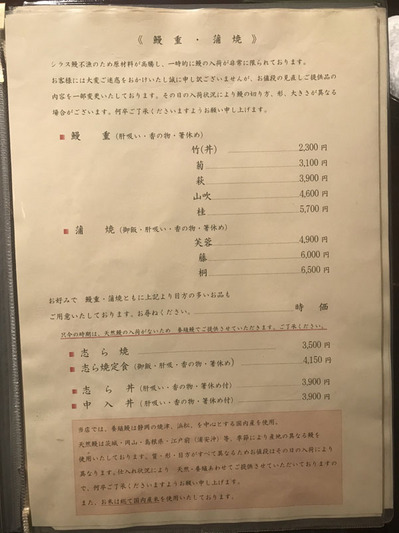 《 鰻重・蒲焼 》
シラス鰻不漁のため原材料が高騰し、一時的に鰻の入荷が非常に限られております。
お客様には大変ご迷惑をおかけいたし誠に申し訳ございませんが、お値段の見直しご提供品の
内容を一部変更いたしております。その日の入荷状況により鰻の切り方、形、大きさが異なる
場合がございます。何卒ご了承くださいますようお願い申し上げます。
鰻 重 (肝吸い・香の物・箸休め)
竹(丼) 2,300円
菊 3,100円
萩 3,900円
山吹 4,600円
桂 5,700円
蒲 焼 (御飯・肝吸い・香の物・箸休め)
芙蓉 4,900円
藤 6,000円
桐 6,500円
お好みで 鰻重・蒲焼ともに上記より目方の多いお品も
ご用意いたしております。お尋ねください。 時 価
只今の時期は、天然鰻の入荷がないため 養殖鰻でご提供させていただきます。ご了承ください。
志 ら 焼 3,500円
志ら焼定食 (御飯・肝吸い・香の物・箸休め) 4,150円
志 ら 丼 (肝吸い・香の物・箸休め付) 3,900円
中 入 丼 (肝吸い・香の物・箸休め付) 3,900円
当店では、養殖鰻は静岡の焼津、浜松、を中心とする国内産を使用。
天然鰻は茨城・岡山・島根県・江戸前(浦安沖)等、季節により産地の異なる鰻を
使用いたしております。質・形・目方がすべて異なるためお値段はその日の入荷により
異なります。仕入れ状況により 天然・養殖あわせてご提供させていただいておりますの
で、何卒ご了承くださいますようお願い申し上げます。
また、お米は総て国内産米を使用いたしております。